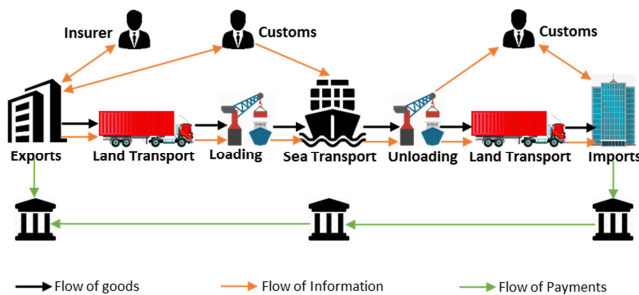 Insurer
Customs
Customs
Exports
Land Transport
Loading
Sea Transport
Unloading
Land Transport
Imports
Flow of goods
Flow of Information
Flow of Payments